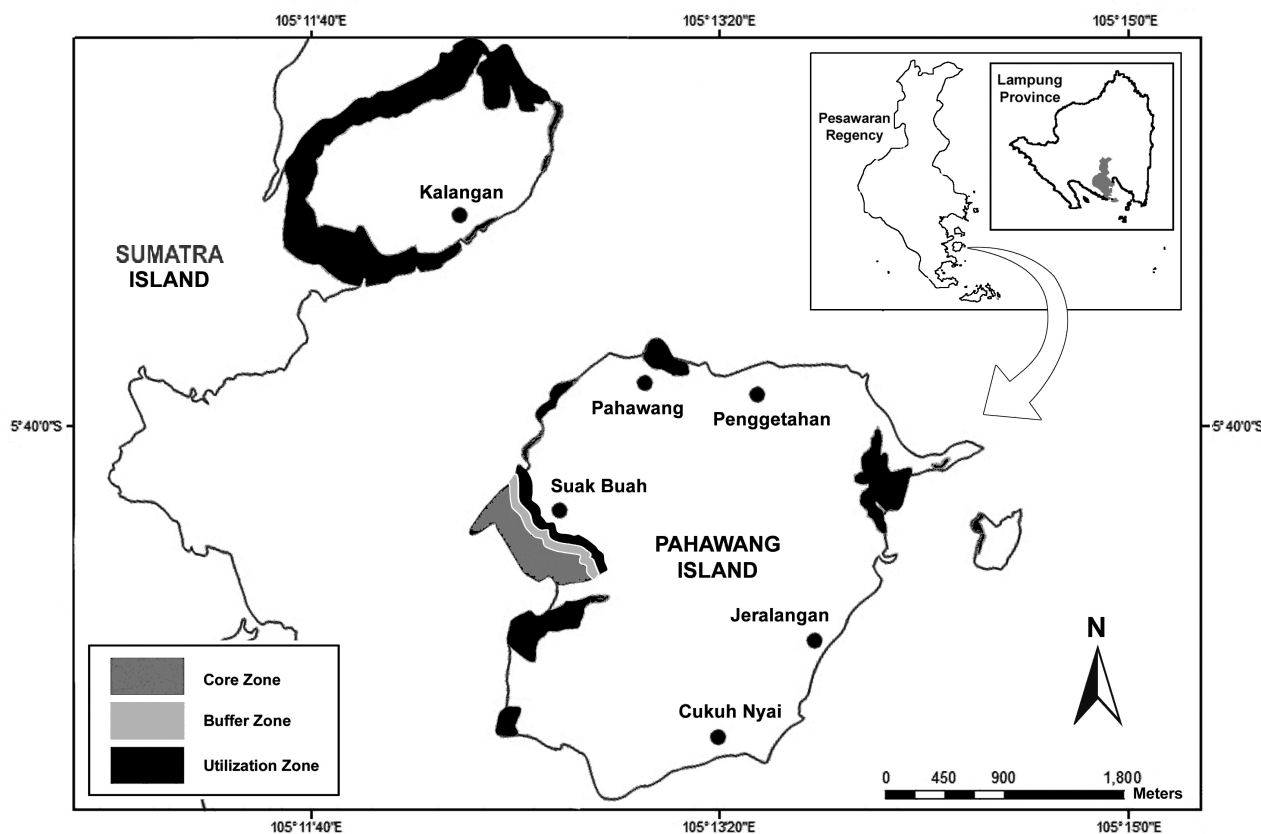 105° 11'40"E
105° 13'20"E
105° 15'0"E
Lampung
Province
Pesawaran
Regency
Kalangan
SUMATRA
ISLAND
Pahawang
Penggetahan
5° 40'0"S
5° 40'0"S
Suak Buah
PAHAWANG
ISLAND
Jeralangan
N
Core Zone
Cukuh Nyai
Buffer Zone
Utilization Zone
0 450 900 1,800
Meters
105° 11'40"E
105° 13'20"E
105° 15'0"E